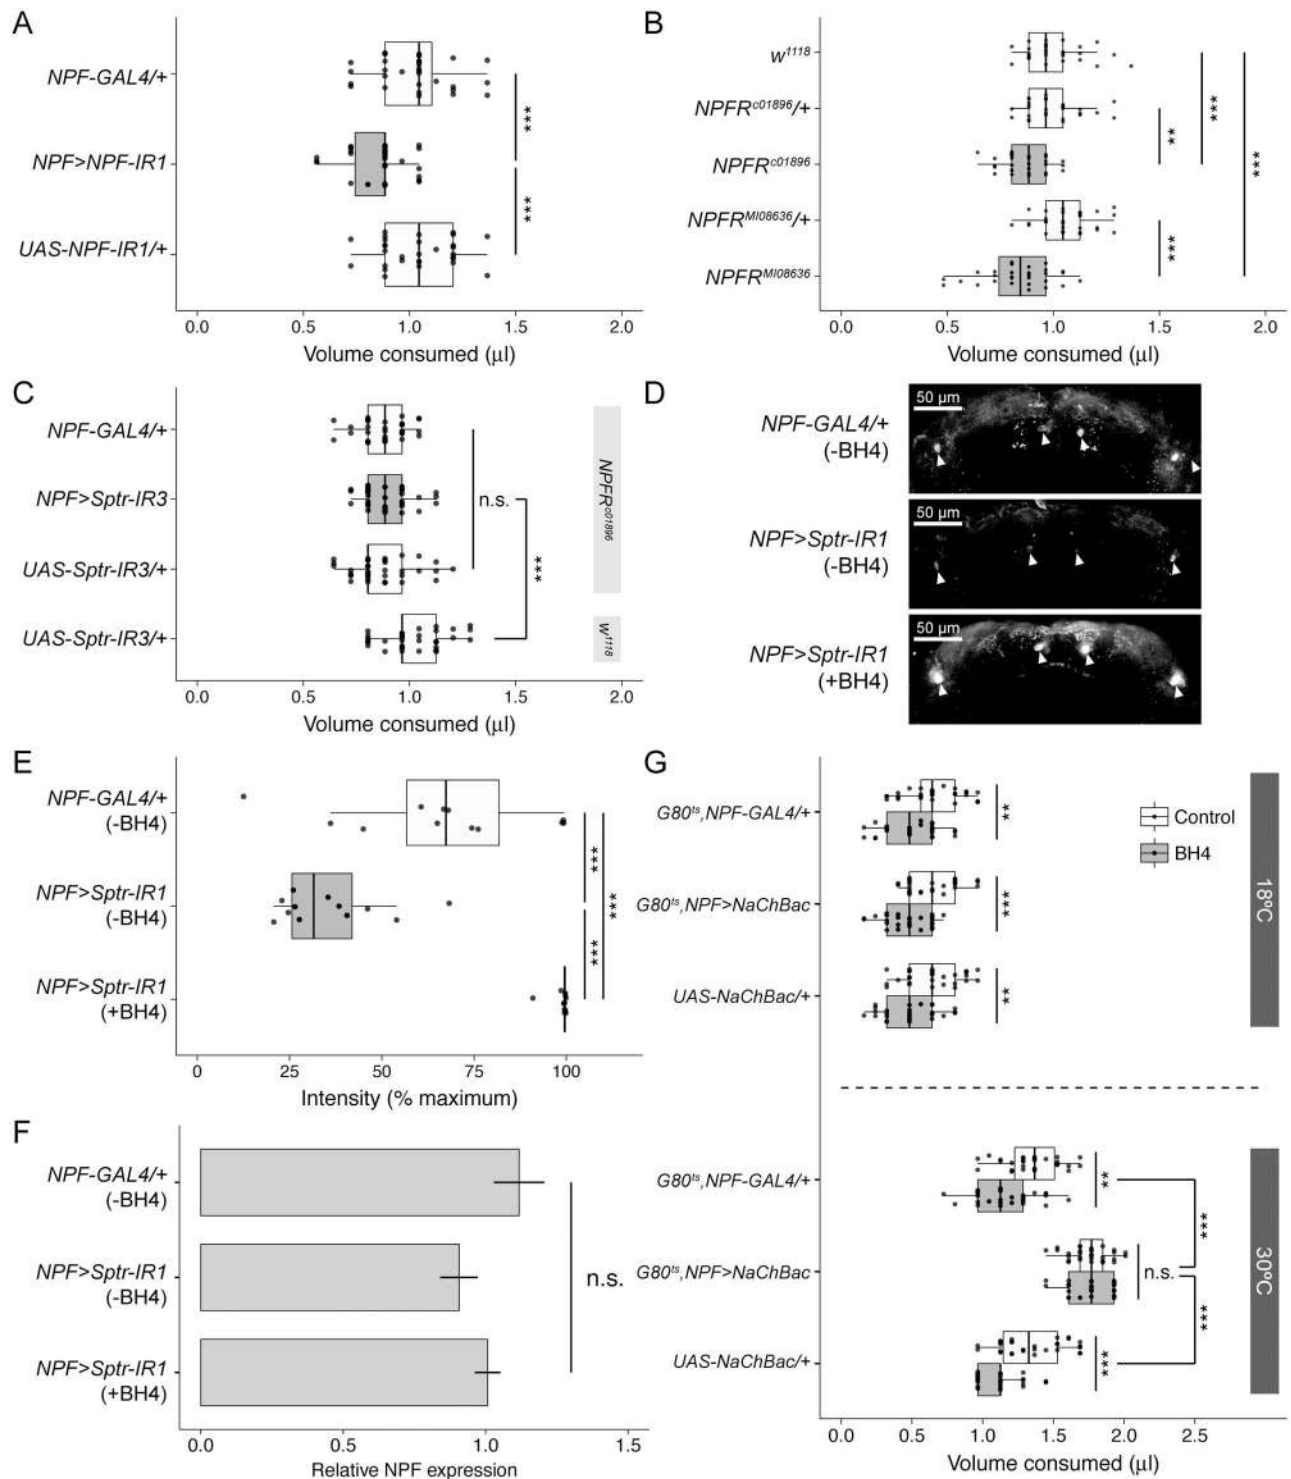 A
NPF-GAL4/+
NPF>NPF-IR1
UAS-NPF-IR1/+
***
***
0.0 0.5 1.0 1.5 2.0
Volume consumed (µl)
B
w1118
NPFRc01896/+
NPFRc01896
NPFRMI08636/+
NPFRMI08636
**
***
***
***
0.0 0.5 1.0 1.5 2.0
Volume consumed (µl)
C
NPF-GAL4/+
NPF>Sptr-IR3
UAS-Sptr-IR3/+
UAS-Sptr-IR3/+
n.s.
***
NPFRc01896
w1118
0.0 0.5 1.0 1.5 2.0
Volume consumed (µl)
D
NPF-GAL4/+
(-BH4)
50 µm
NPF>Sptr-IR1
(-BH4)
50 µm
NPF>Sptr-IR1
(+BH4)
50 µm
E
NPF-GAL4/+
(-BH4)
NPF>Sptr-IR1
(-BH4)
NPF>Sptr-IR1
(+BH4)
***
***
***
0 25 50 75 100
Intensity (% maximum)
F
NPF-GAL4/+
(-BH4)
NPF>Sptr-IR1
(-BH4)
NPF>Sptr-IR1
(+BH4)
n.s.
0.0 0.5 1.0 1.5
Relative NPF expression
G
G80ts,NPF-GAL4/+
G80ts,NPF>NaChBac
UAS-NaChBac/+
**
***
**
Control
BH4
18ºC
G80ts,NPF-GAL4/+
G80ts,NPF>NaChBac
UAS-NaChBac/+
**
n.s.
***
***
***
30ºC
0.0 1.0 1.5 2.0 2.5
Volume consumed (µl)